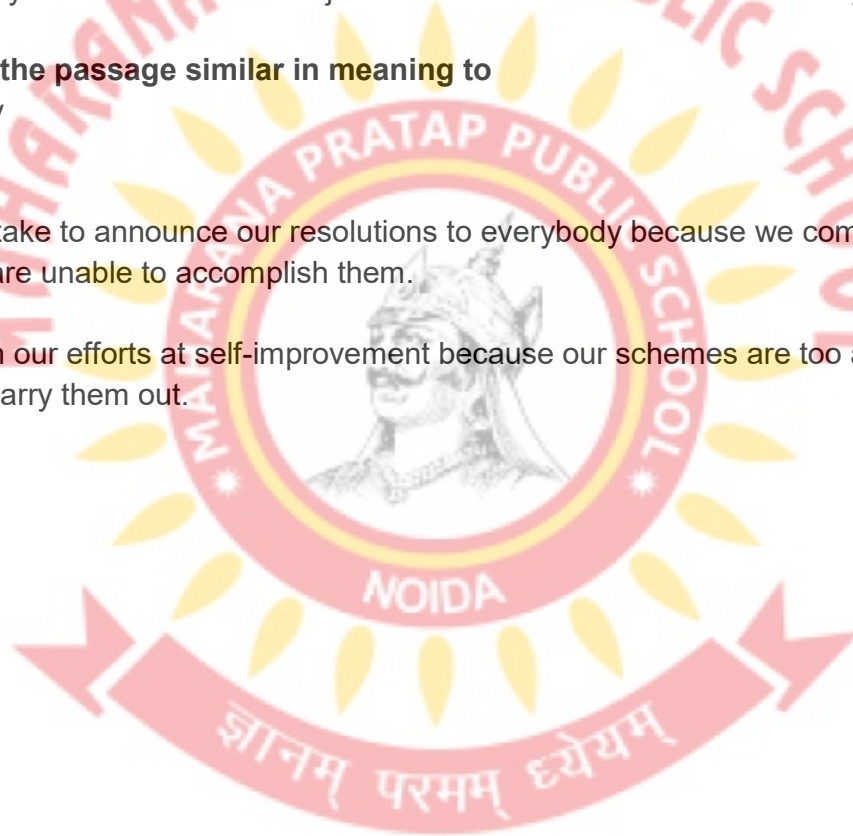 the passage similar in meaning to
take to announce our resolutions to everybody because we com
are unable to accomplish them.
our efforts at self-improvement because our schemes are too
carry them out.
MAHARANA PRATAP PUBLIC SCHOOL
NOIDA
ज्ञानम् परमम् ध्येयम्